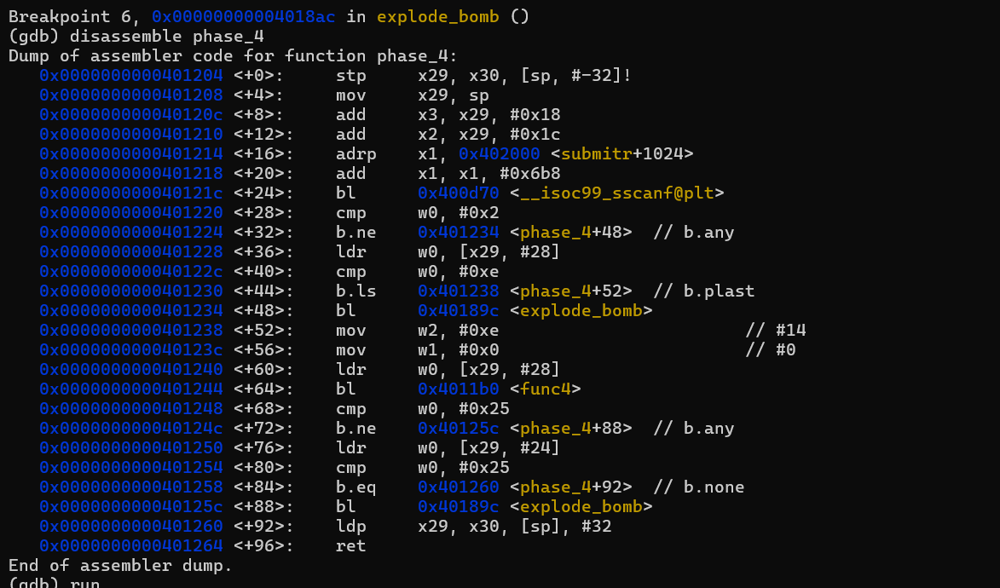 Breakpoint 6, 0x00000000004018ac in explode_bomb ()
(gdb) disassemble phase_4
Dump of assembler code for function phase_4:
   0x0000000000401204 <+0>:     stp     x29, x30, [sp, #-32]!
   0x0000000000401208 <+4>:     mov     x29, sp
   0x000000000040120c <+8>:     add     x3, x29, #0x18
   0x0000000000401210 <+12>:    add     x2, x29, #0x1c
   0x0000000000401214 <+16>:    adrp    x1, 0x402000 <submitr+1024>
   0x0000000000401218 <+20>:    add     x1, x1, #0x6b8
   0x000000000040121c <+24>:    bl      0x400d70 <__isoc99_sscanf@plt>
   0x0000000000401220 <+28>:    cmp     w0, #0x2
   0x0000000000401224 <+32>:    b.ne    0x401234 <phase_4+48>  // b.any
   0x0000000000401228 <+36>:    ldr     w0, [x29, #28]
   0x000000000040122c <+40>:    cmp     w0, #0xe
   0x0000000000401230 <+44>:    b.ls    0x401238 <phase_4+52>  // b.plast
   0x0000000000401234 <+48>:    bl      0x40189c <explode_bomb>
   0x0000000000401238 <+52>:    mov     w2, #0xe                        // #14
   0x000000000040123c <+56>:    mov     w1, #0x0                        // #0
   0x0000000000401240 <+60>:    ldr     w0, [x29, #28]
   0x0000000000401244 <+64>:    bl      0x4011b0 <func4>
   0x0000000000401248 <+68>:    cmp     w0, #0x25
   0x000000000040124c <+72>:    b.ne    0x40125c <phase_4+88>  // b.any
   0x0000000000401250 <+76>:    ldr     w0, [x29, #24]
   0x0000000000401254 <+80>:    cmp     w0, #0x25
   0x0000000000401258 <+84>:    b.eq    0x401260 <phase_4+92>  // b.none
   0x000000000040125c <+88>:    bl      0x40189c <explode_bomb>
   0x0000000000401260 <+92>:    ldp     x29, x30, [sp], #32
   0x0000000000401264 <+96>:    ret
End of assembler dump.
(gdb) run